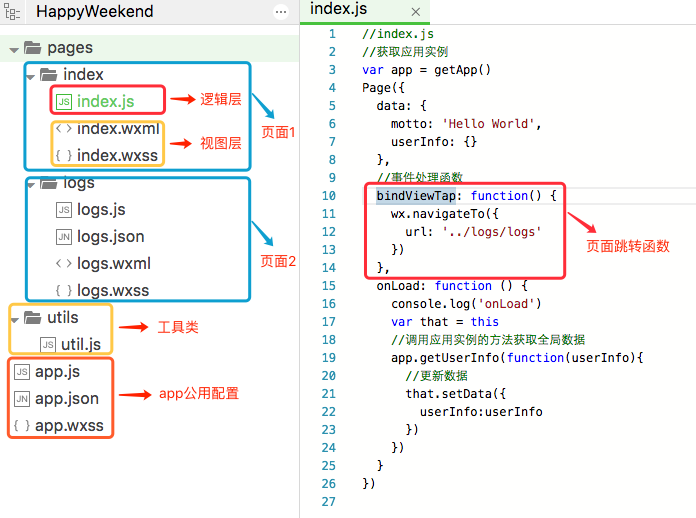 HappyWeekend
pages
index
JS index.js
逻辑层
<> index.wxml
视图层
{ } index.wxss
页面1
logs
JS logs.js
JN logs.json
<> logs.wxml
{ } logs.wxss
页面2
utils
JS util.js
工具类
JS app.js
JN app.json
{ } app.wxss
app公用配置
index.js ×
1 //index.js
2 //获取应用实例
3 var app = getApp()
4 Page({
5 data: {
6 motto: 'Hello World',
7 userInfo: {}
8 },
9 //事件处理函数
10 bindViewTap: function() {
11 wx.navigateTo({
12 url: '../logs/logs'
13 })
14 },
页面跳转函数
15 onLoad: function () {
16 console.log('onLoad')
17 var that = this
18 //调用应用实例的方法获取全局数据
19 app.getUserInfo(function(userInfo){
20 //更新数据
21 that.setData({
22 userInfo:userInfo
23 })
24 })
25 }
26 })
27